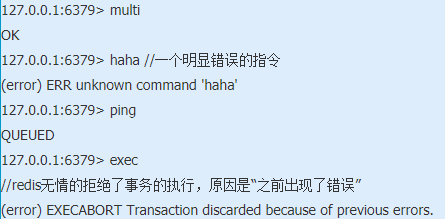 127.0.0.1:6379> multi
OK
127.0.0.1:6379> haha //一个明显错误的指令
(error) ERR unknown command 'haha'
127.0.0.1:6379> ping
QUEUED
127.0.0.1:6379> exec
//redis无情的拒绝了事务的执行，原因是“之前出现了错误”
(error) EXECABORT Transaction discarded because of previous errors.